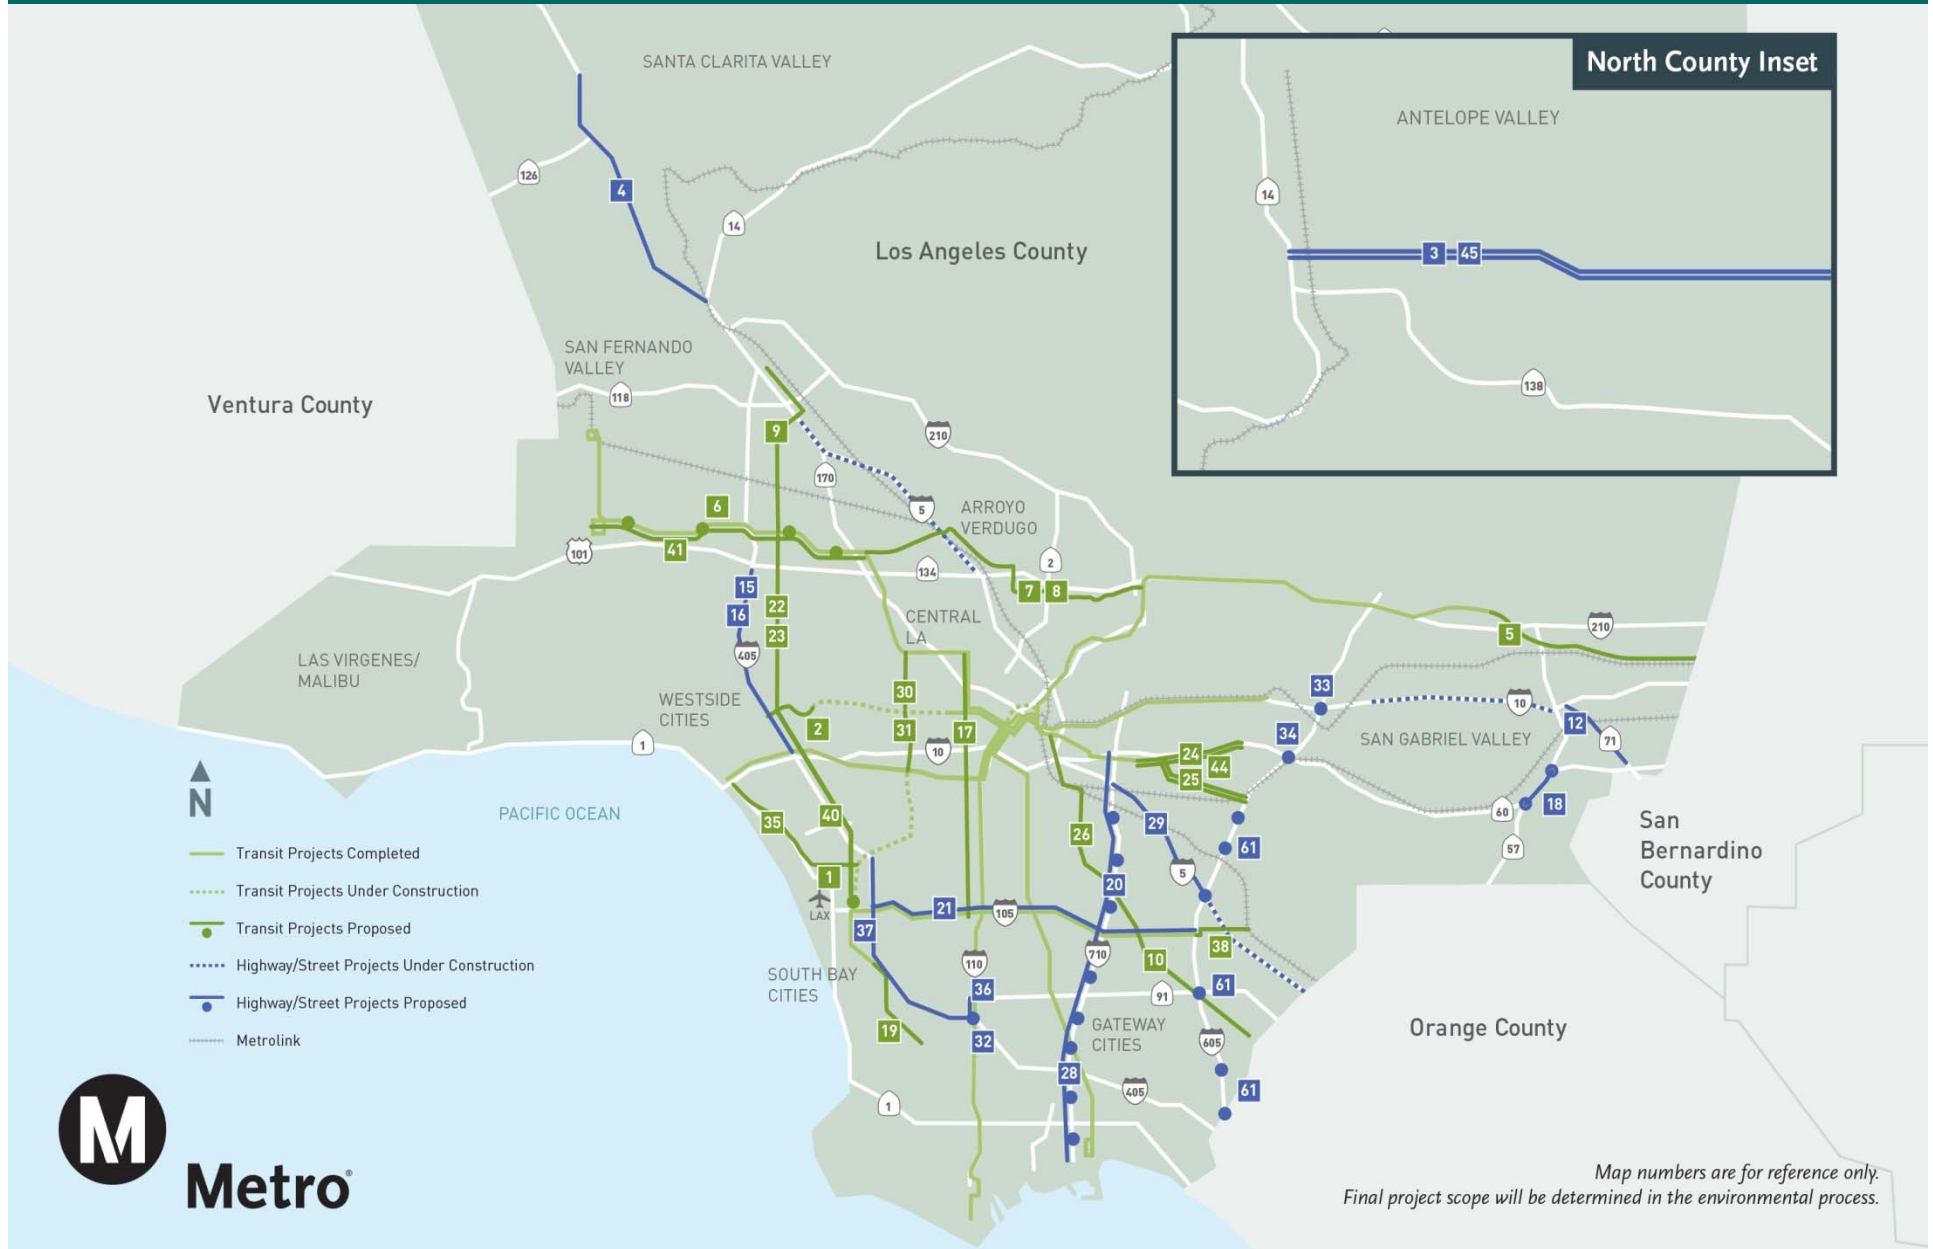 North County Inset
SANTA CLARITA VALLEY
ANTELOPE VALLEY
126
4
14
14
Los Angeles County
3
45
SAN FERNANDO
VALLEY
118
138
Ventura County
9
210
170
6
5
ARROYO
VERDUGO
41
101
134
2
15
7
8
16
22
CENTRAL
LA
23
5
210
405
LAS VIRGENES/
MALIBU
33
WESTSIDE
CITIES
30
10
2
31
17
34
12
1
10
24
44
SAN GABRIEL VALLEY
71
25
N
PACIFIC OCEAN
35
40
26
29
60
18
61
57
San
Bernardino
County
Transit Projects Completed
1
5
Transit Projects Under Construction
20
LAX
21
105
Transit Projects Proposed
37
38
710
10
Highway/Street Projects Under Construction
110
SOUTH BAY
CITIES
36
91
61
Highway/Street Projects Proposed
19
32
GATEWAY
CITIES
605
Orange County
Metrolink
28
405
61
1
M
Metro®
Map numbers are for reference only.
Final project scope will be determined in the environmental process.